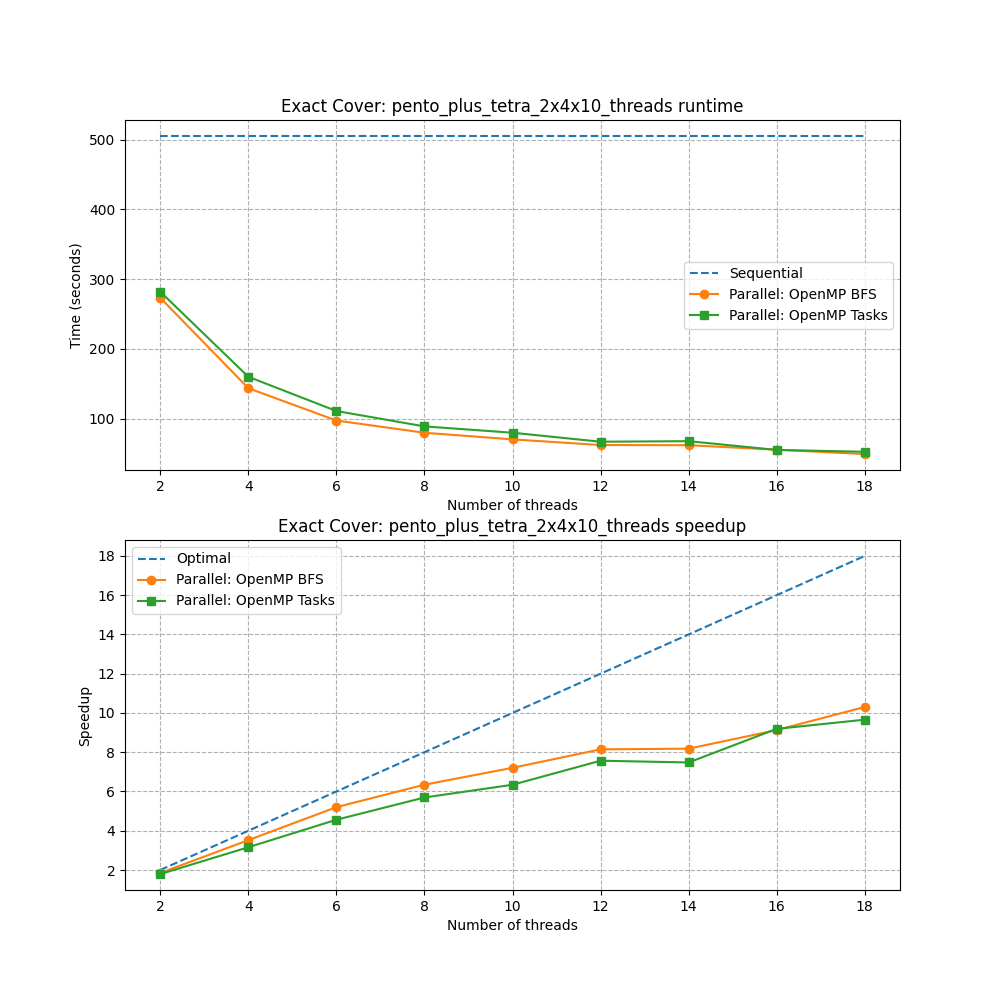 Exact Cover: pento_plus_tetra_2x4x10_threads runtime
500
400
300
200
100
Time (seconds)
Sequential
Parallel: OpenMP BFS
Parallel: OpenMP Tasks
2 4 6 8 10 12 14 16 18
Number of threads
Exact Cover: pento_plus_tetra_2x4x10_threads speedup
18
16
14
12
10
8
6
4
2
Speedup
Optimal
Parallel: OpenMP BFS
Parallel: OpenMP Tasks
2 4 6 8 10 12 14 16 18
Number of threads